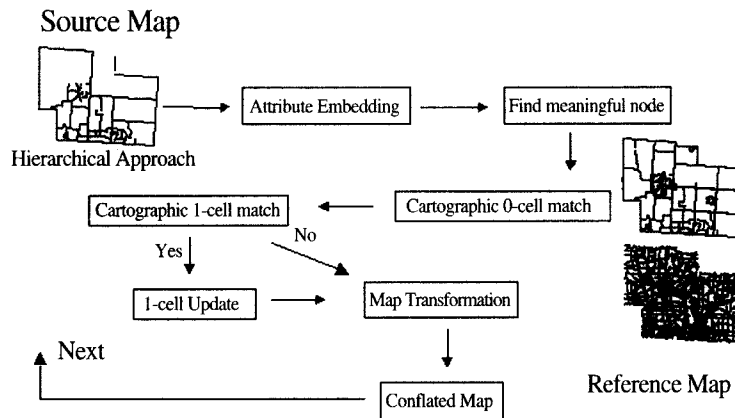 Source Map
Attribute Embedding
Find meaningful node
Hierarchical Approach
Cartographic 1-cell match
Cartographic 0-cell match
Yes
No
1-cell Update
Map Transformation
Next
Conflated Map
Reference Map